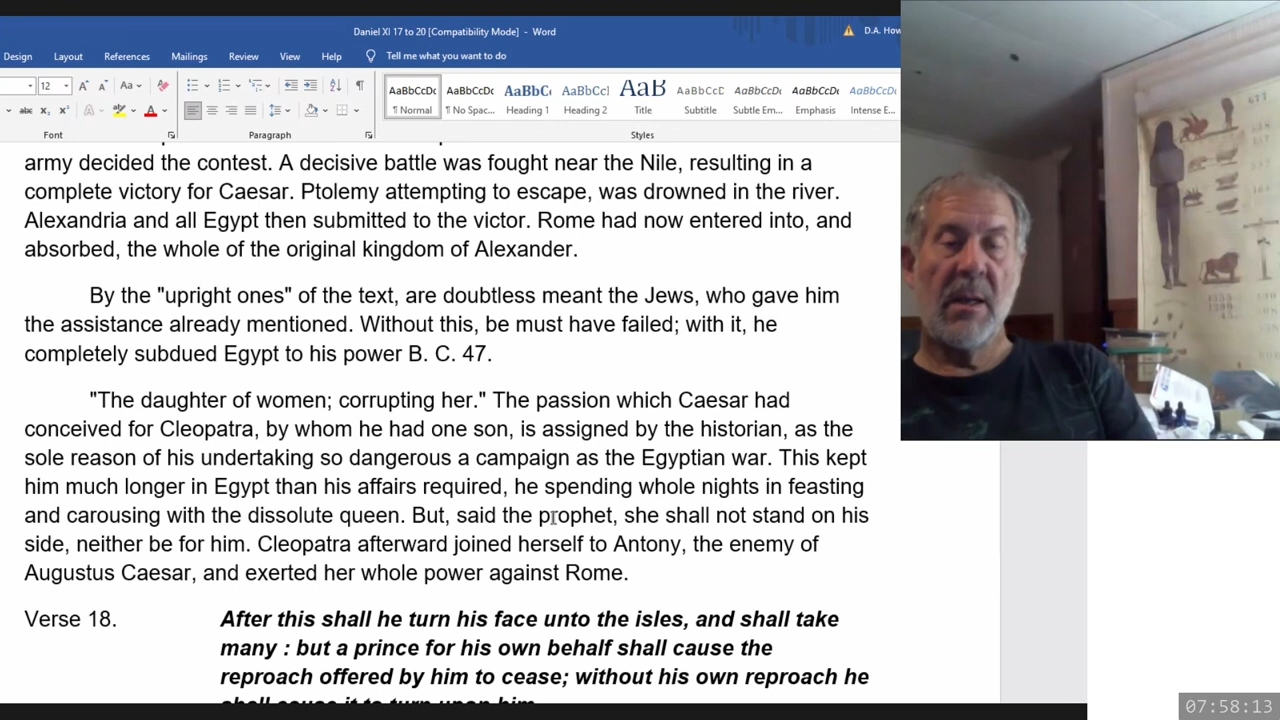 Daniel XI 17 to 20 [Compatibility Mode] - Word
D.A. How
Design Layout References Mailings Review View Help Tell me what you want to do
12 Aa
abc x₂ x² A
AaBbCcDc AaBbCcDc AaBbC AaBbCcl AaB AaBbCcD AaBbCcDc AaBbCcDc AaBbCcDc
¶ Normal ¶ No Spac... Heading 1 Heading 2 Title Subtitle Subtle Em... Emphasis Intense E...
Font Paragraph Styles
army decided the contest. A decisive battle was fought near the Nile, resulting in a
complete victory for Caesar. Ptolemy attempting to escape, was drowned in the river.
Alexandria and all Egypt then submitted to the victor. Rome had now entered into, and
absorbed, the whole of the original kingdom of Alexander.
By the "upright ones" of the text, are doubtless meant the Jews, who gave him
the assistance already mentioned. Without this, be must have failed; with it, he
completely subdued Egypt to his power B. C. 47.
"The daughter of women; corrupting her." The passion which Caesar had
conceived for Cleopatra, by whom he had one son, is assigned by the historian, as the
sole reason of his undertaking so dangerous a campaign as the Egyptian war. This kept
him much longer in Egypt than his affairs required, he spending whole nights in feasting
and carousing with the dissolute queen. But, said the prophet, she shall not stand on his
side, neither be for him. Cleopatra afterward joined herself to Antony, the enemy of
Augustus Caesar, and exerted her whole power against Rome.
Verse 18. After this shall he turn his face unto the isles, and shall take
many : but a prince for his own behalf shall cause the
reproach offered by him to cease; without his own reproach he
shall cause it to turn upon him.
677
07:58:13